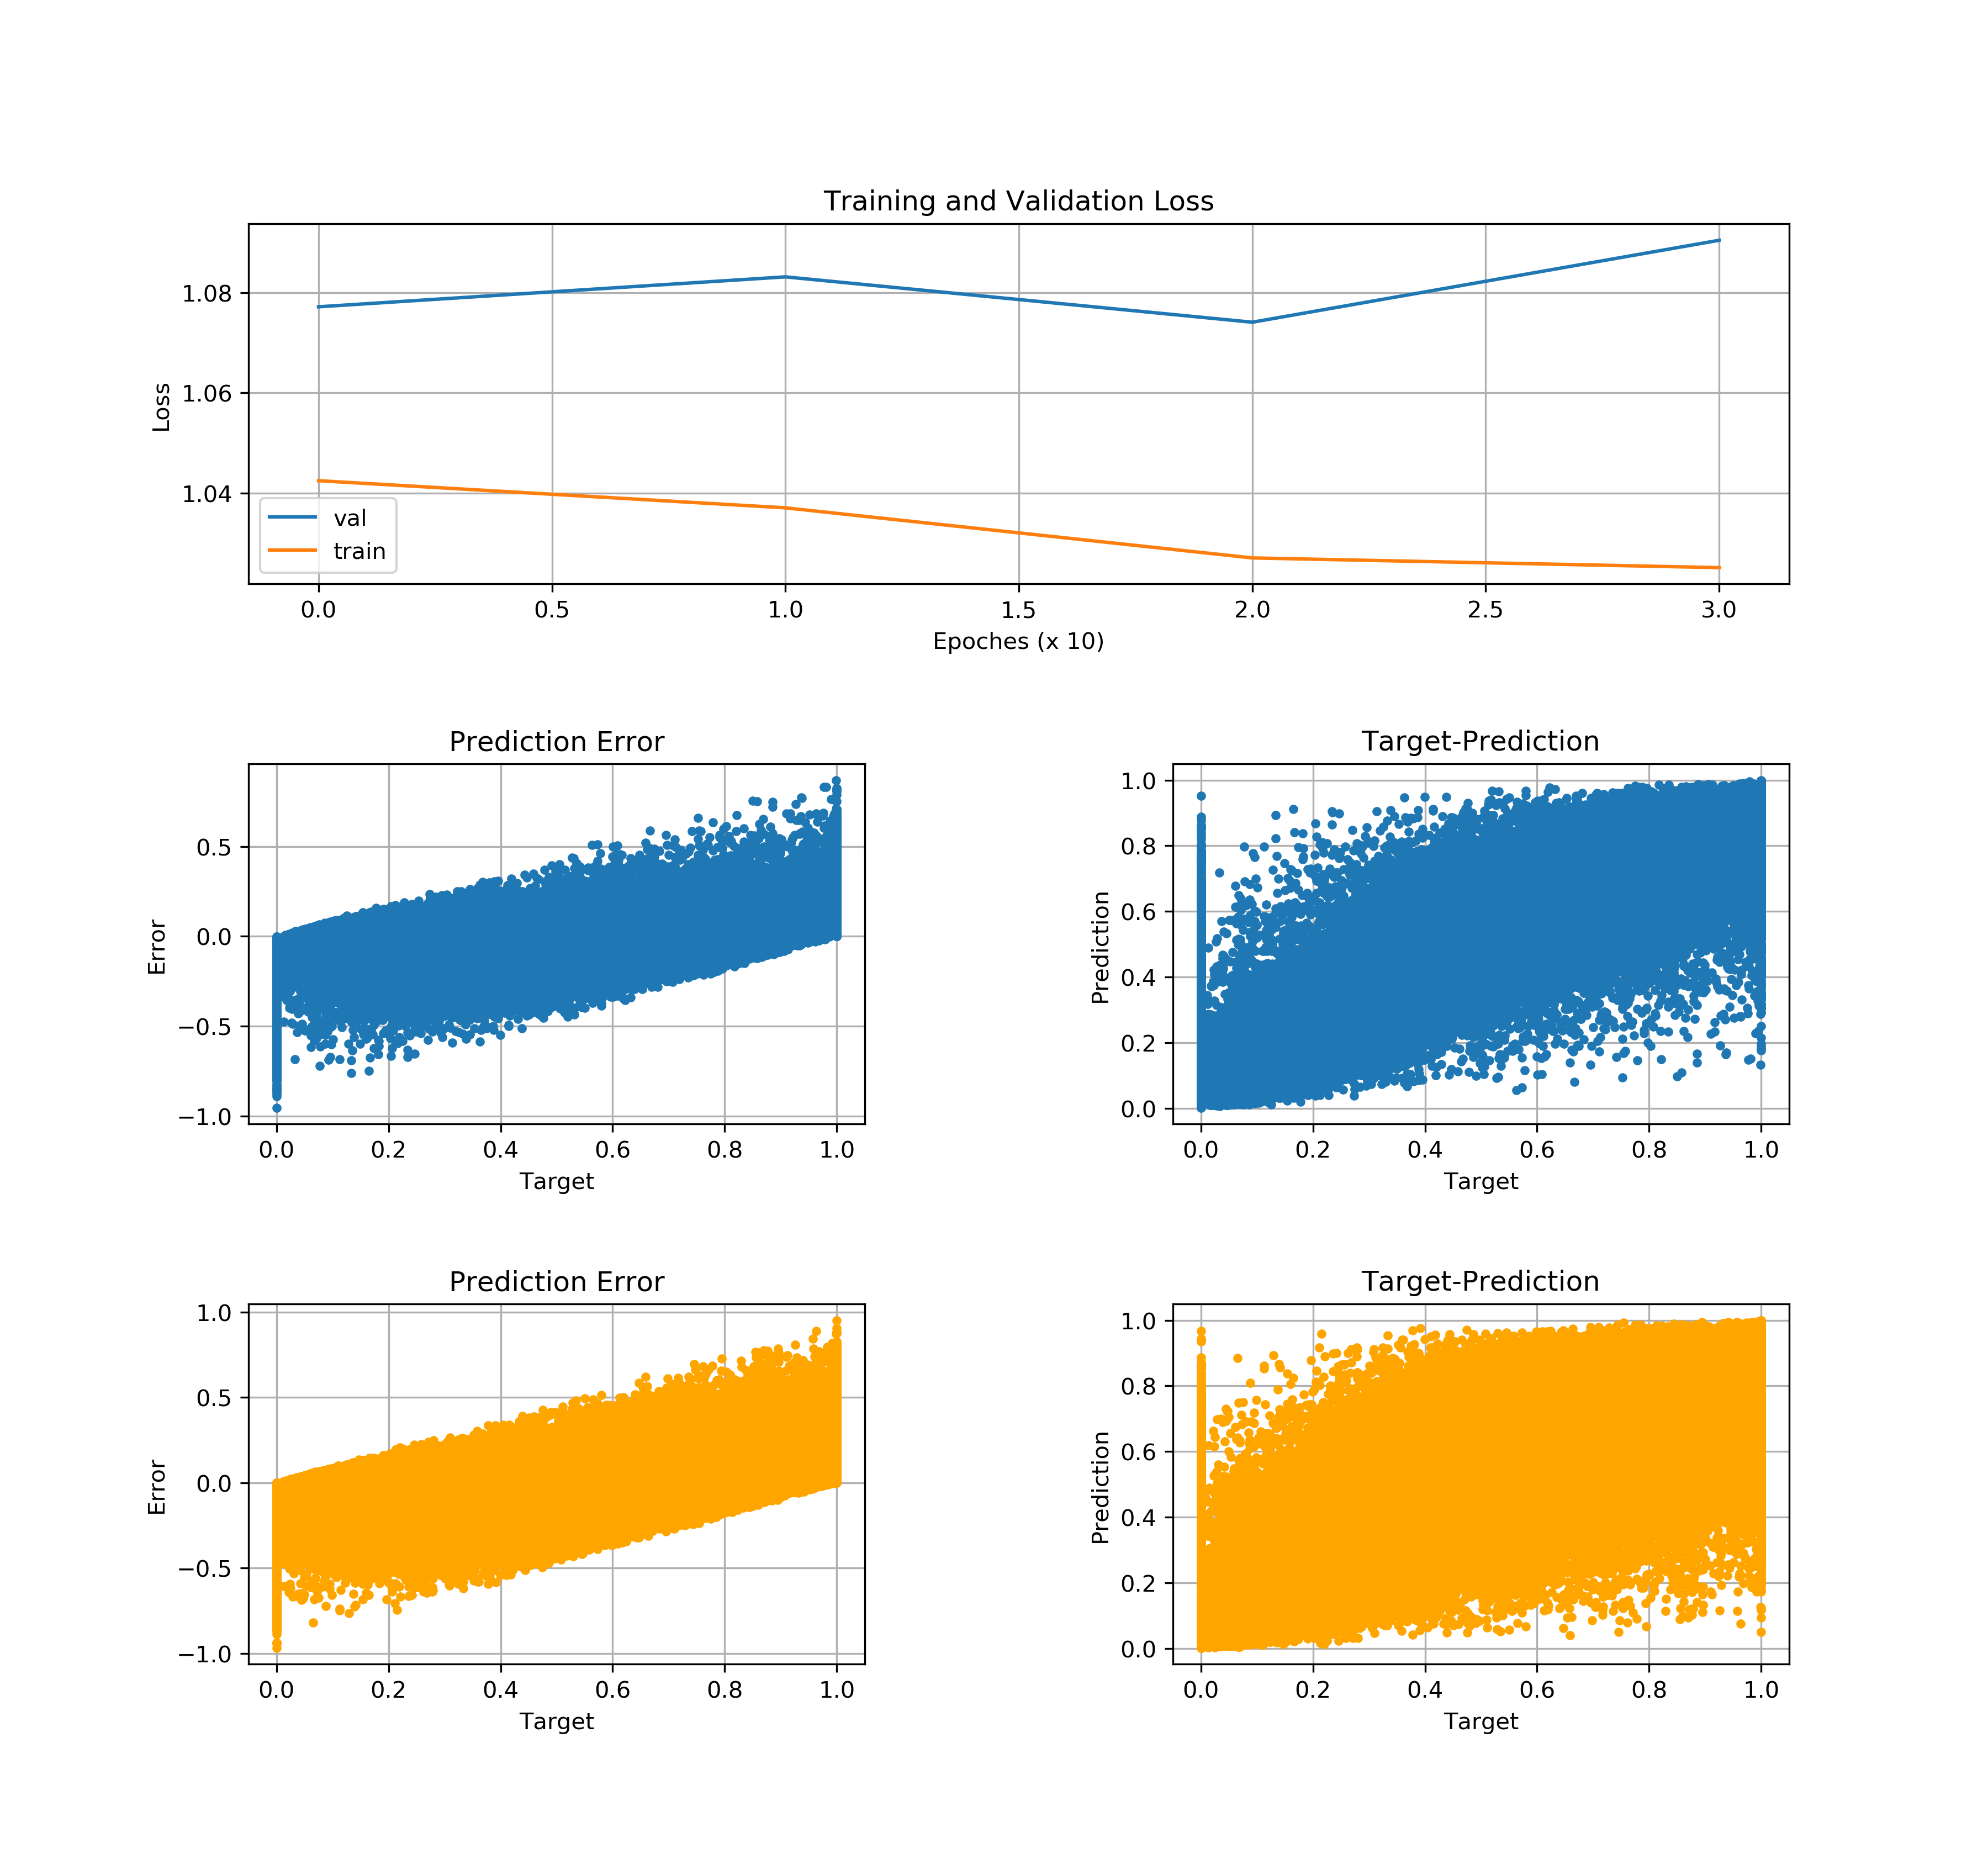 Training and Validation Loss
Loss
1.08
1.06
1.04
val
train
0.0 0.5 1.0 1.5 2.0 2.5 3.0
Epoches (x 10)
Prediction Error
Error
0.5
0.0
−0.5
−1.0
0.0 0.2 0.4 0.6 0.8 1.0
Target
Target-Prediction
Prediction
1.0
0.8
0.6
0.4
0.2
0.0
0.0 0.2 0.4 0.6 0.8 1.0
Target
Prediction Error
Error
1.0
0.5
0.0
−0.5
−1.0
0.0 0.2 0.4 0.6 0.8 1.0
Target
Target-Prediction
Prediction
1.0
0.8
0.6
0.4
0.2
0.0
0.0 0.2 0.4 0.6 0.8 1.0
Target